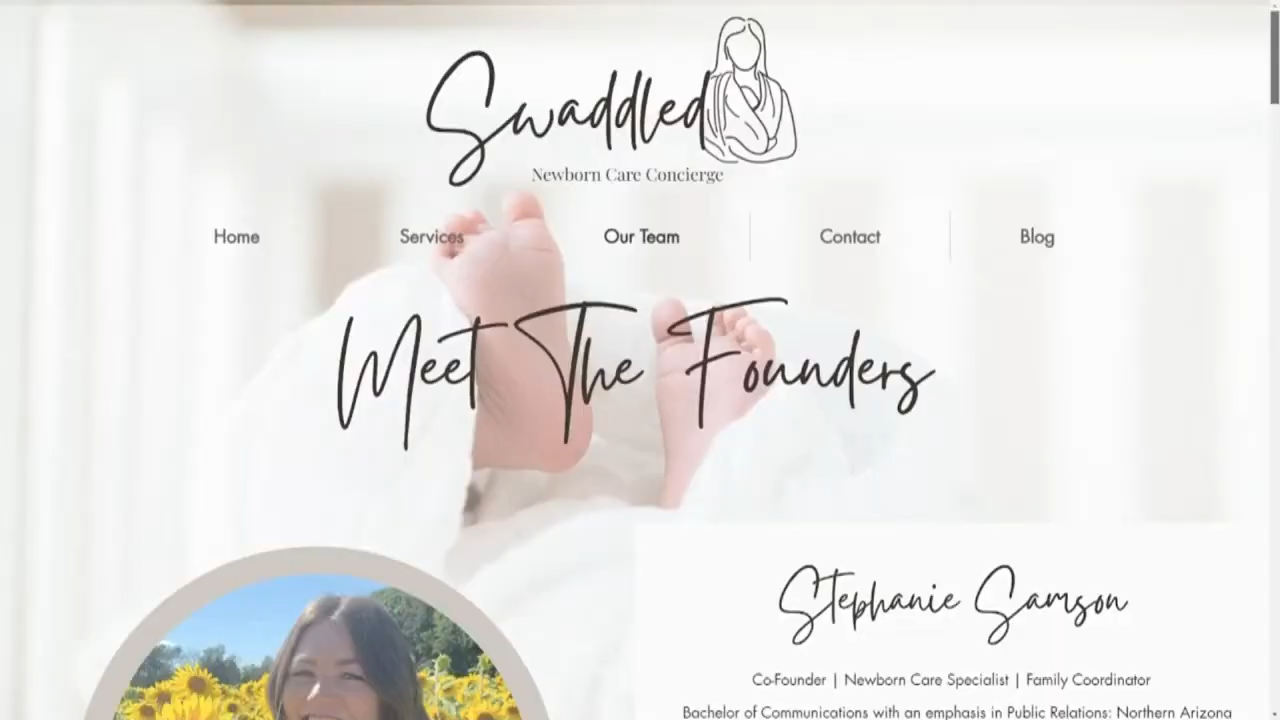 Swaddled
Newborn Care Concierge
Home Services Our Team Contact Blog
Meet The Founders
Stephanie Samson
Co-Founder | Newborn Care Specialist | Family Coordinator
Bachelor of Communications with an emphasis in Public Relations: Northern Arizona